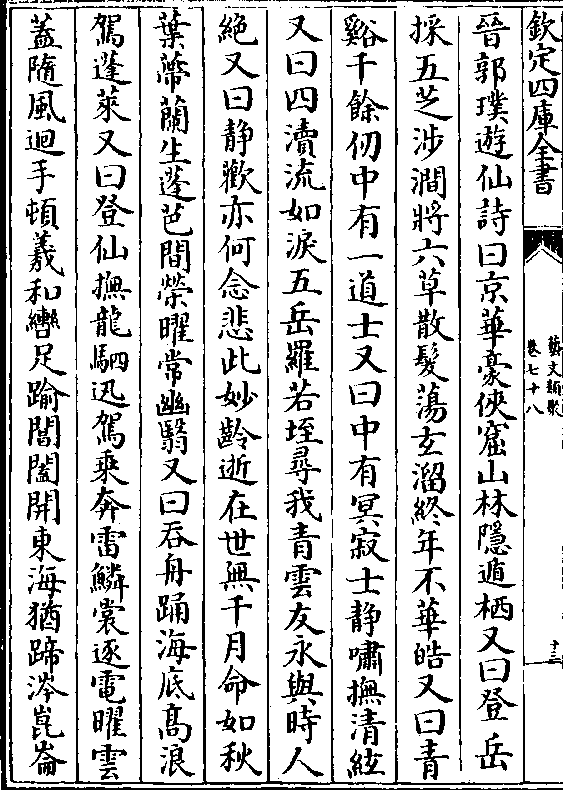 欽定四庫全書
藝文類聚
卷七十八
十三
晉郭璞遊仙詩曰京華豪俠窟山林隱遁栖又曰登岳
採五芝涉澗將六草散髮蕩玄溜終年不華皓又曰青
谿千餘仞中有一道士又曰中有冥寂士静嘯撫清絃
又曰四瀆流如淚五岳羅若垤尋我青雲友永與時人
絶又曰静歎亦何念悲此妙齡逝在世無千月命如秋
葉蔕蘭生蓬芭間榮曜常幽翳又曰吞舟踊海底髙浪
駕蓬萊又曰登仙撫龍駟迅駕乘奔雷鱗裳逐電曜雲
蓋隨風迴手頓羲和轡足踰閶闔開東海猶蹄涔崑崙